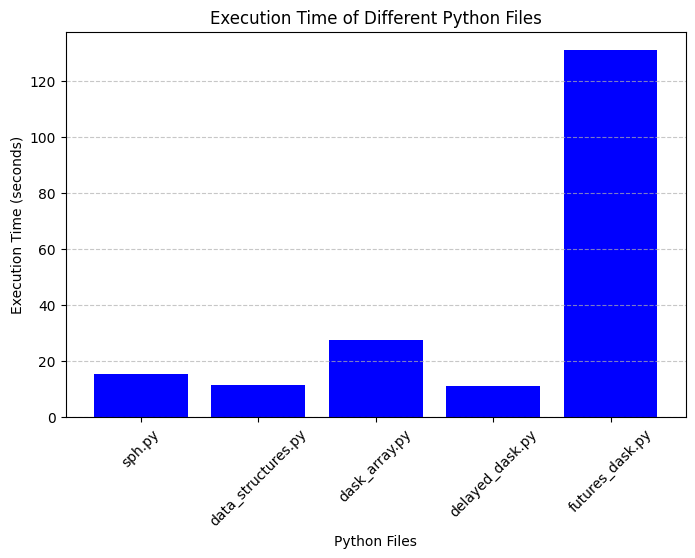 Execution Time of Different Python Files
Execution Time (seconds)
120
100
80
60
40
20
0
sph.py
data_structures.py
dask_array.py
delayed_dask.py
futures_dask.py
Python Files